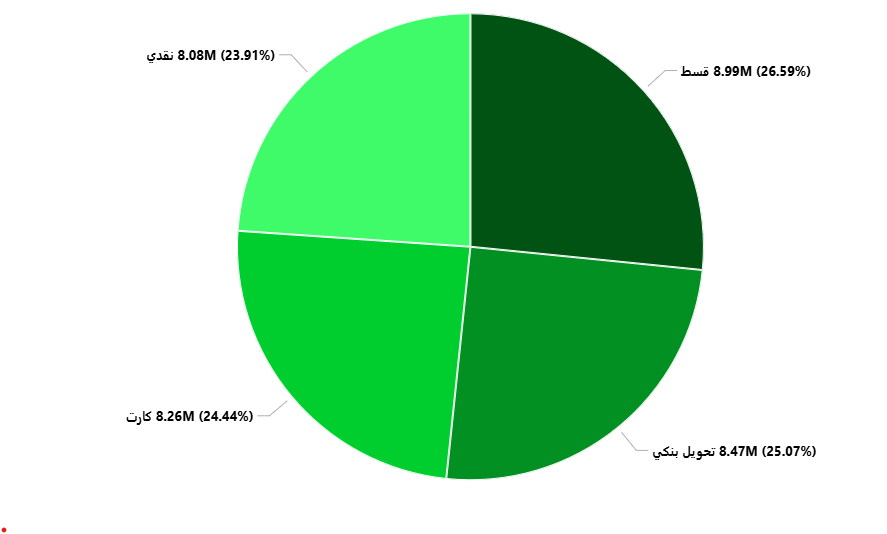 نقدي 8.08M (23.91%)
قسط 8.99M (26.59%)
كارت 8.26M (24.44%)
تحويل بنكي 8.47M (25.07%)